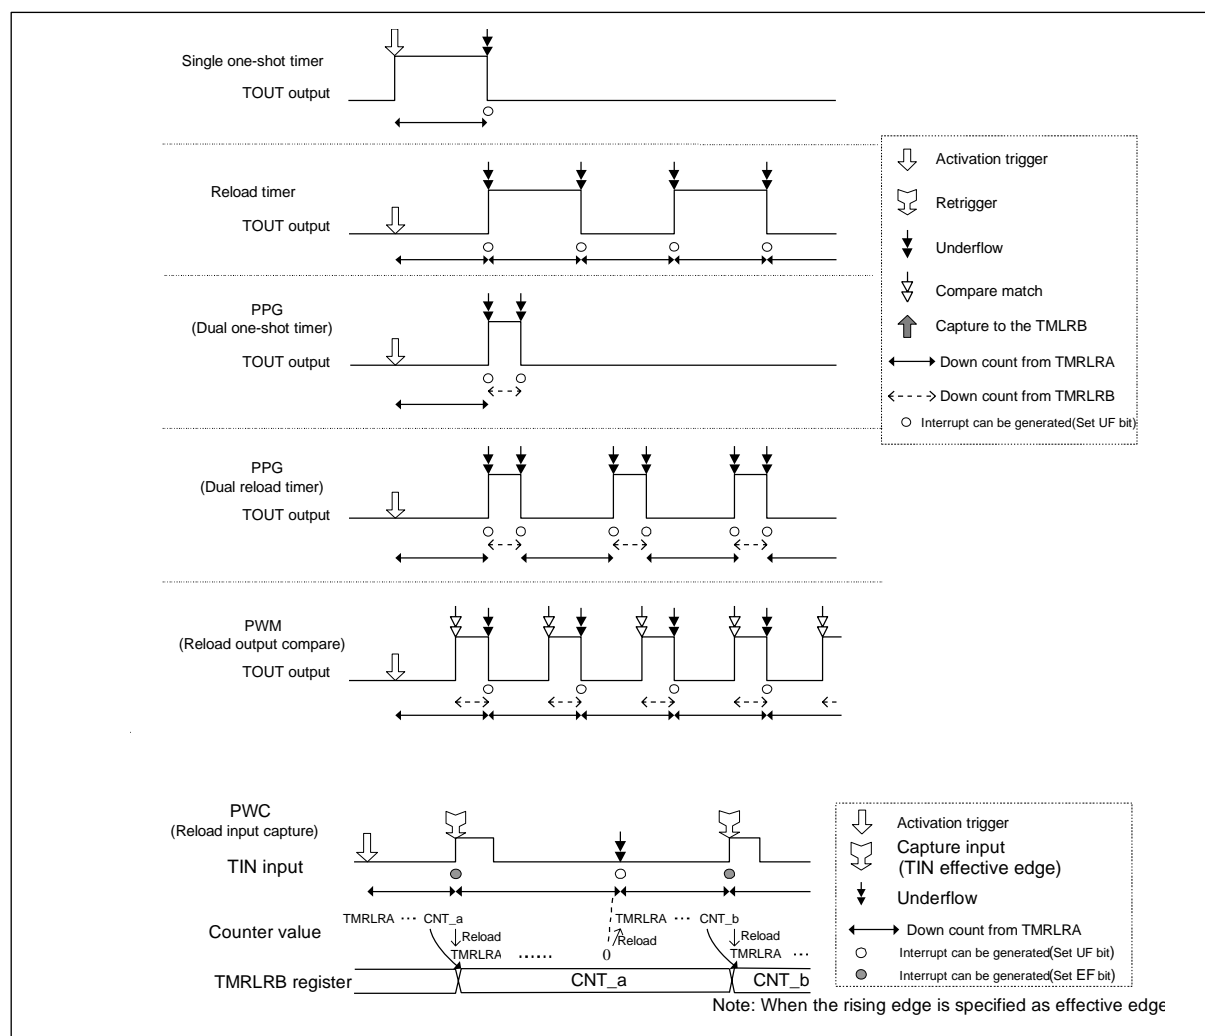 Single one-shot timer
TOUT output
Reload timer
TOUT output
PPG
(Dual one-shot timer)
TOUT output
PPG
(Dual reload timer)
TOUT output
PWM
(Reload output compare)
TOUT output
Activation trigger
Retrigger
Underflow
Compare match
Capture to the TMLRB
Down count from TMRLRA
Down count from TMRLRB
Interrupt can be generated(Set UF bit)
PWC
(Reload input capture)
TIN input
Counter value
TMRLRA ··· CNT_a
Reload
TMRLRA ······ 0
TMRLRA ··· CNT_b
Reload
Reload
TMRLRA ···
TMRLRB register
CNT_a
CNT_b
Activation trigger
Capture input
(TIN effective edge)
Underflow
Down count from TMRLRA
Interrupt can be generated(Set UF bit)
Interrupt can be generated(Set EF bit)
Note: When the rising edge is specified as effective edge